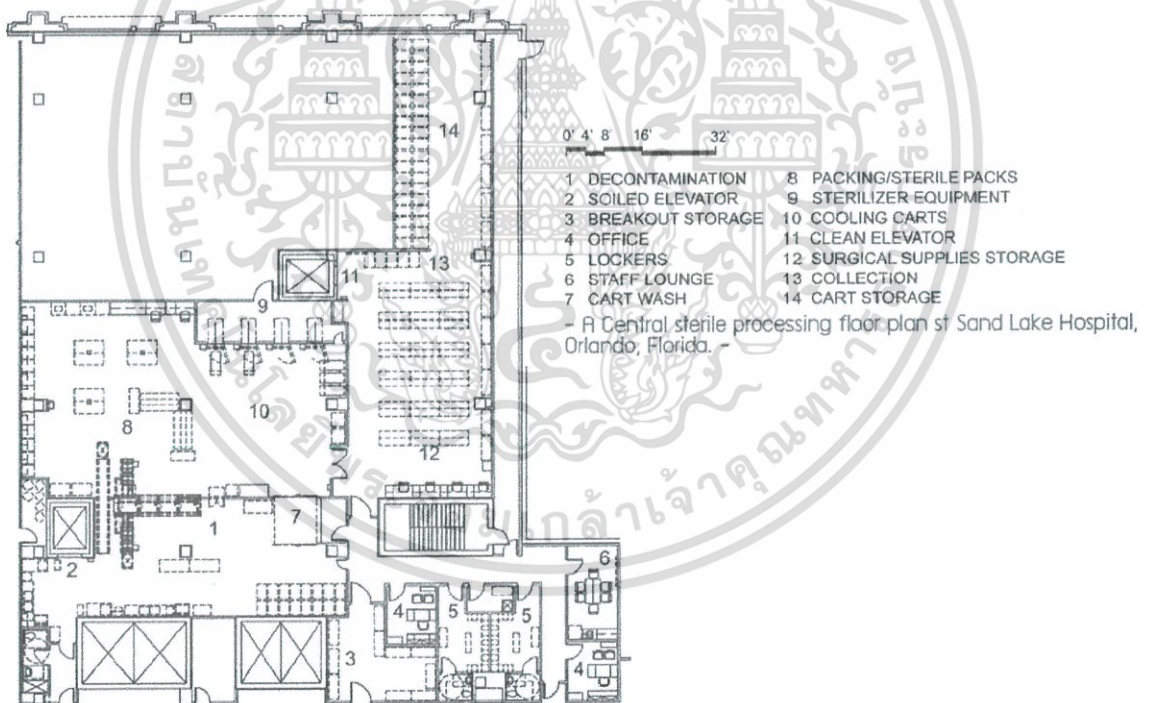 14
0' 4' 8' 16' 32'
1 DECONTAMINATION
2 SOILED ELEVATOR
3 BREAKOUT STORAGE
4 OFFICE
5 LOCKERS
6 STAFF LOUNGE
7 CART WASH
8 PACKING/STERILE PACKS
9 STERILIZER EQUIPMENT
10 COOLING CARTS
11 CLEAN ELEVATOR
12 SURGICAL SUPPLIES STORAGE
13 COLLECTION
14 CART STORAGE
- A Central sterile processing floor plan st Sand Lake Hospital,
Orlando, Florida. -
13
11
9
10
8
12
7
1
2
6
4
5
5
3
4